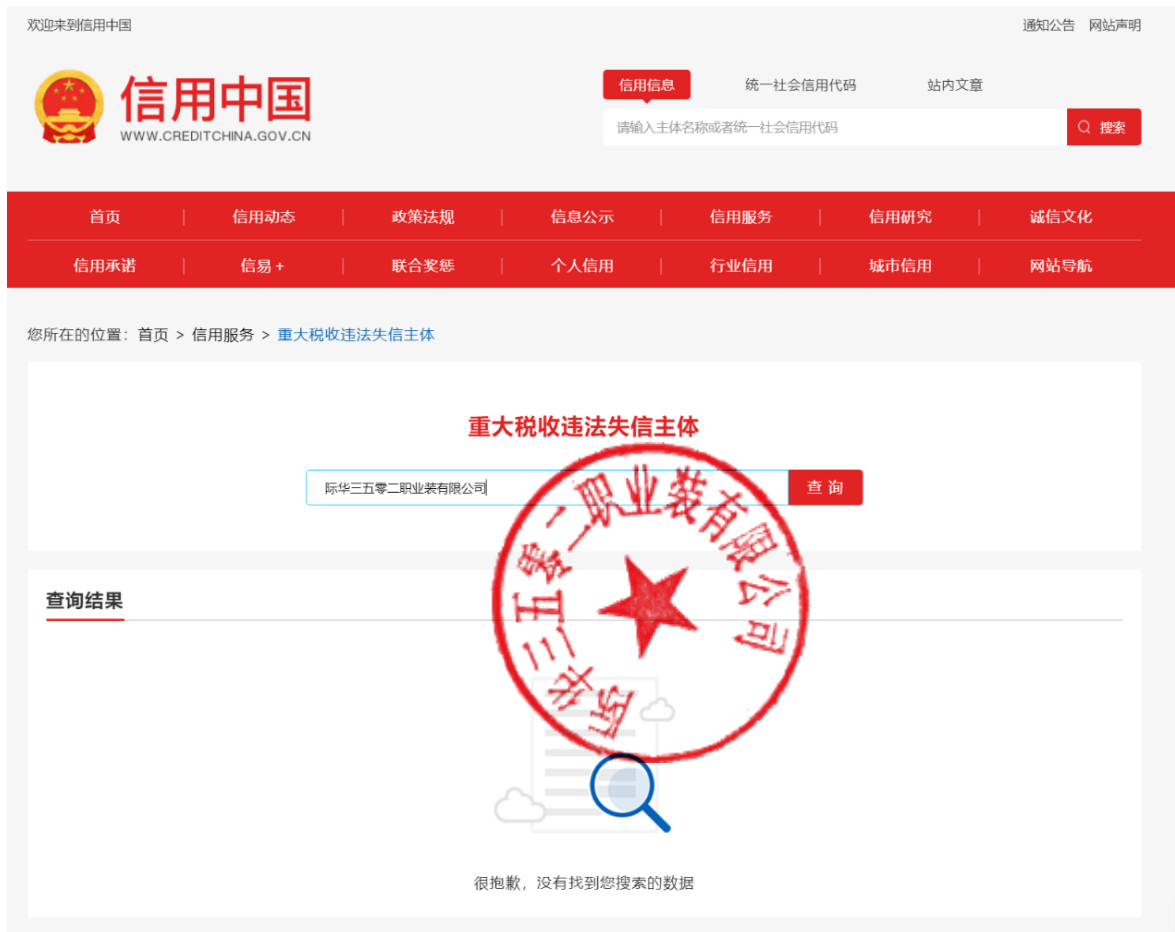 欢迎来到信用中国
通知公告 网站声明
信用中国
WWW.CREDITCHINA.GOV.CN
信用信息 统一社会信用代码 站内文章
请输入主体名称或者统一社会信用代码
搜索
首页 信用动态 政策法规 信息公示 信用服务 信用研究 诚信文化
信用承诺 信易+ 联合奖惩 个人信用 行业信用 城市信用 网站导航
您所在的位置：首页 > 信用服务 > 重大税收违法失信主体
重大税收违法失信主体
际华三五零二职业装有限公司
查询
际华三五零二职业装有限公司
查询结果
很抱歉，没有找到您搜索的数据